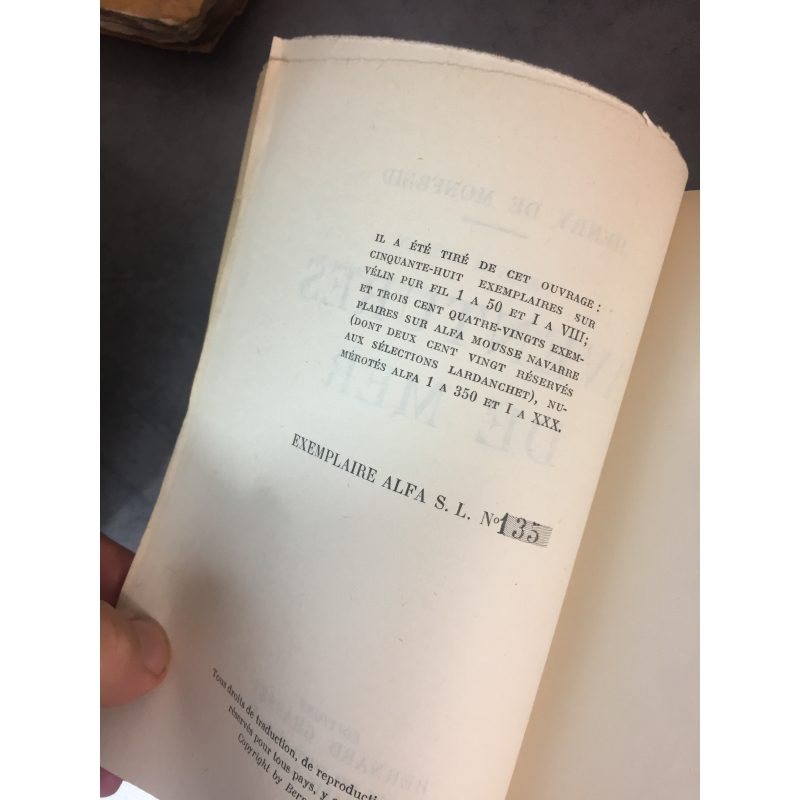 IL A ÉTÉ TIRÉ DE CET OUVRAGE :
CINQUANTE-HUIT EXEMPLAIRES SUR
VÉLIN PUR FIL 1 A 50 ET I A VIII;
ET TROIS CENT QUATRE-VINGTS EXEM-
PLAIRES SUR ALFA MOUSSE NAVARRE
(DONT DEUX CENT VINGT RÉSERVÉS
AUX SÉLECTIONS LARDANCHET), NU-
MÉROTÉS ALFA 1 A 350 ET I A XXX.
EXEMPLAIRE ALFA S. L. Nº 135
Tous droits de traduction, de reproduction
réservés pour tous pays, y
Copyright by